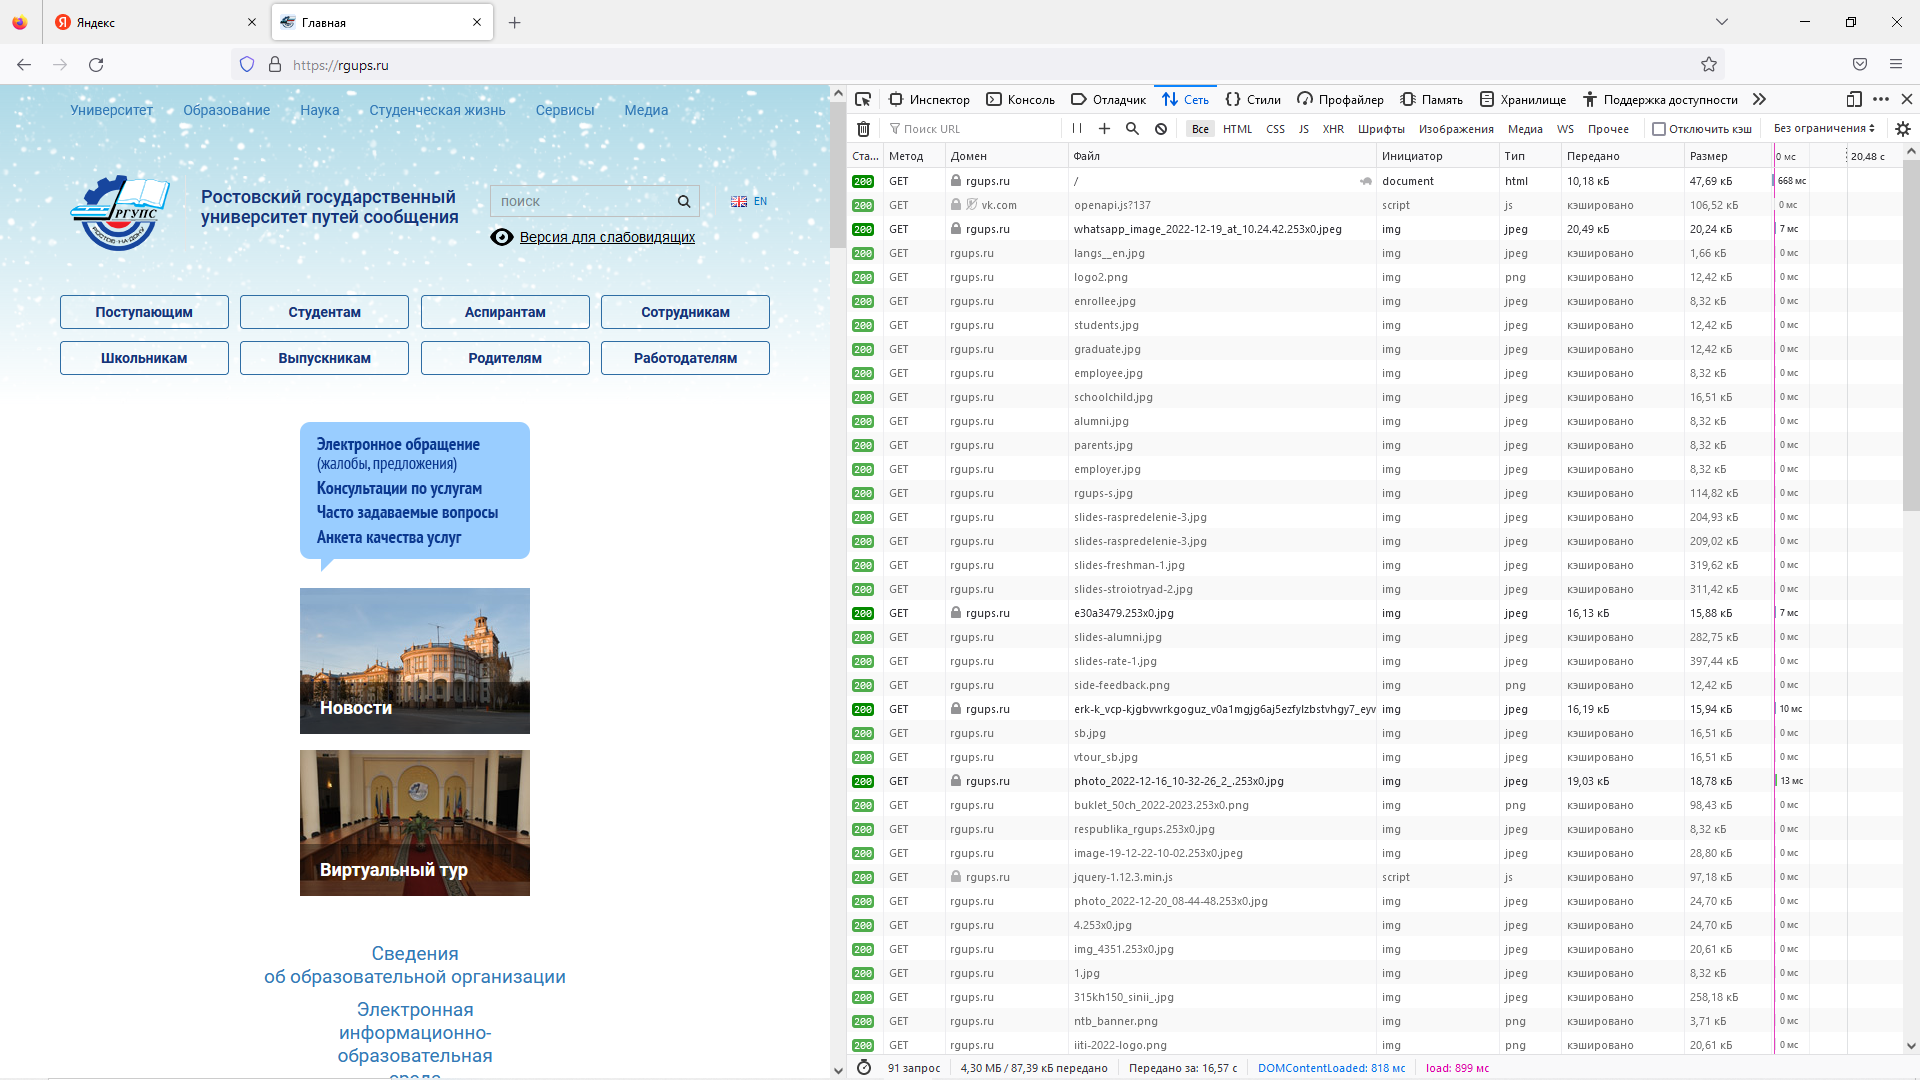 Яндекс
Главная
https://rgups.ru
Университет Образование Наука Студенческая жизнь Сервисы Медиа
РГУПС
РОСТОВ-НА-ДОНУ
Ростовский государственный
университет путей сообщения
поиск
EN
Версия для слабовидящих
Поступающим Студентам Аспирантам Сотрудникам
Школьникам Выпускникам Родителям Работодателям
Электронное обращение
(жалобы, предложения)
Консультации по услугам
Часто задаваемые вопросы
Анкета качества услуг
Новости
Виртуальный тур
Сведения
об образовательной организации
Электронная
информационно-
образовательная
среда
Инспектор Консоль Отладчик Сеть Стили Профайлер Память Хранилище Поддержка доступности
Поиск URL Все HTML CSS JS XHR Шрифты Изображения Медиа WS Прочее Отключить кэш Без ограничения
Ста... Метод Домен Файл Инициатор Тип Передано Размер 0 мс 20,48 с
200 GET rgups.ru / document html 10,18 кБ 47,69 кБ 668 мс
200 GET vk.com openapi.js?137 script js кэшировано 106,52 кБ 0 мс
200 GET rgups.ru whatsapp_image_2022-12-19_at_10.24.42.253x0.jpeg img jpeg 20,49 кБ 20,24 кБ 7 мс
200 GET rgups.ru langs__en.jpg img jpeg кэшировано 1,66 кБ 0 мс
200 GET rgups.ru logo2.png img png кэшировано 12,42 кБ 0 мс
200 GET rgups.ru enrollee.jpg img jpeg кэшировано 8,32 кБ 0 мс
200 GET rgups.ru students.jpg img jpeg кэшировано 12,42 кБ 0 мс
200 GET rgups.ru graduate.jpg img jpeg кэшировано 12,42 кБ 0 мс
200 GET rgups.ru employee.jpg img jpeg кэшировано 8,32 кБ 0 мс
200 GET rgups.ru schoolchild.jpg img jpeg кэшировано 16,51 кБ 0 мс
200 GET rgups.ru alumni.jpg img jpeg кэшировано 8,32 кБ 0 мс
200 GET rgups.ru parents.jpg img jpeg кэшировано 8,32 кБ 0 мс
200 GET rgups.ru employer.jpg img jpeg кэшировано 8,32 кБ 0 мс
200 GET rgups.ru rgups-s.jpg img jpeg кэшировано 114,82 кБ 0 мс
200 GET rgups.ru slides-raspredelenie-3.jpg img jpeg кэшировано 204,93 кБ 0 мс
200 GET rgups.ru slides-raspredelenie-3.jpg img jpeg кэшировано 209,02 кБ 0 мс
200 GET rgups.ru slides-freshman-1.jpg img jpeg кэшировано 319,62 кБ 0 мс
200 GET rgups.ru slides-stroiotryad-2.jpg img jpeg кэшировано 311,42 кБ 0 мс
200 GET rgups.ru e30a3479.253x0.jpg img jpeg 16,13 кБ 15,88 кБ 7 мс
200 GET rgups.ru slides-alumni.jpg img jpeg кэшировано 282,75 кБ 0 мс
200 GET rgups.ru slides-rate-1.jpg img jpeg кэшировано 397,44 кБ 0 мс
200 GET rgups.ru side-feedback.png img png кэшировано 12,42 кБ 0 мс
200 GET rgups.ru erk-k_vcp-kjgbvwrkgoguz_v0a1mgjg6aj5ezfylzbstvhgy7_eyv img jpeg 16,19 кБ 15,94 кБ 10 мс
200 GET rgups.ru sb.jpg img jpeg кэшировано 16,51 кБ 0 мс
200 GET rgups.ru vtour_sb.jpg img jpeg кэшировано 16,51 кБ 0 мс
200 GET rgups.ru photo_2022-12-16_10-32-26_2_.253x0.jpg img jpeg 19,03 кБ 18,78 кБ 13 мс
200 GET rgups.ru buklet_50ch_2022-2023.253x0.png img png кэшировано 98,43 кБ 0 мс
200 GET rgups.ru respublika_rgups.253x0.jpg img jpeg кэшировано 8,32 кБ 0 мс
200 GET rgups.ru image-19-12-22-10-02.253x0.jpeg img jpeg кэшировано 28,80 кБ 0 мс
200 GET rgups.ru jquery-1.12.3.min.js script js кэшировано 97,18 кБ 0 мс
200 GET rgups.ru photo_2022-12-20_08-44-48.253x0.jpg img jpeg кэшировано 24,70 кБ 0 мс
200 GET rgups.ru 4.253x0.jpg img jpeg кэшировано 24,70 кБ 0 мс
200 GET rgups.ru img_4351.253x0.jpg img jpeg кэшировано 20,61 кБ 0 мс
200 GET rgups.ru 1.jpg img jpeg кэшировано 8,32 кБ 0 мс
200 GET rgups.ru 315kh150_sinii_.jpg img jpeg кэшировано 258,18 кБ 0 мс
200 GET rgups.ru ntb_banner.png img png кэшировано 3,71 кБ 0 мс
200 GET rgups.ru iiti-2022-logo.png img png кэшировано 20,61 кБ 0 мс
91 запрос 4,30 МБ / 87,39 кБ передано Передано за: 16,57 с DOMContentLoaded: 818 мс load: 899 мс